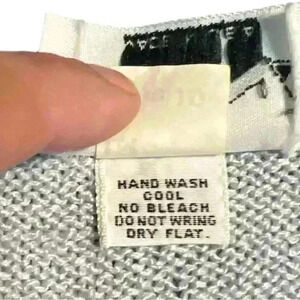 HAND WASH
COOL
NO BLEACH
DO NOT WRING
DRY FLAT.